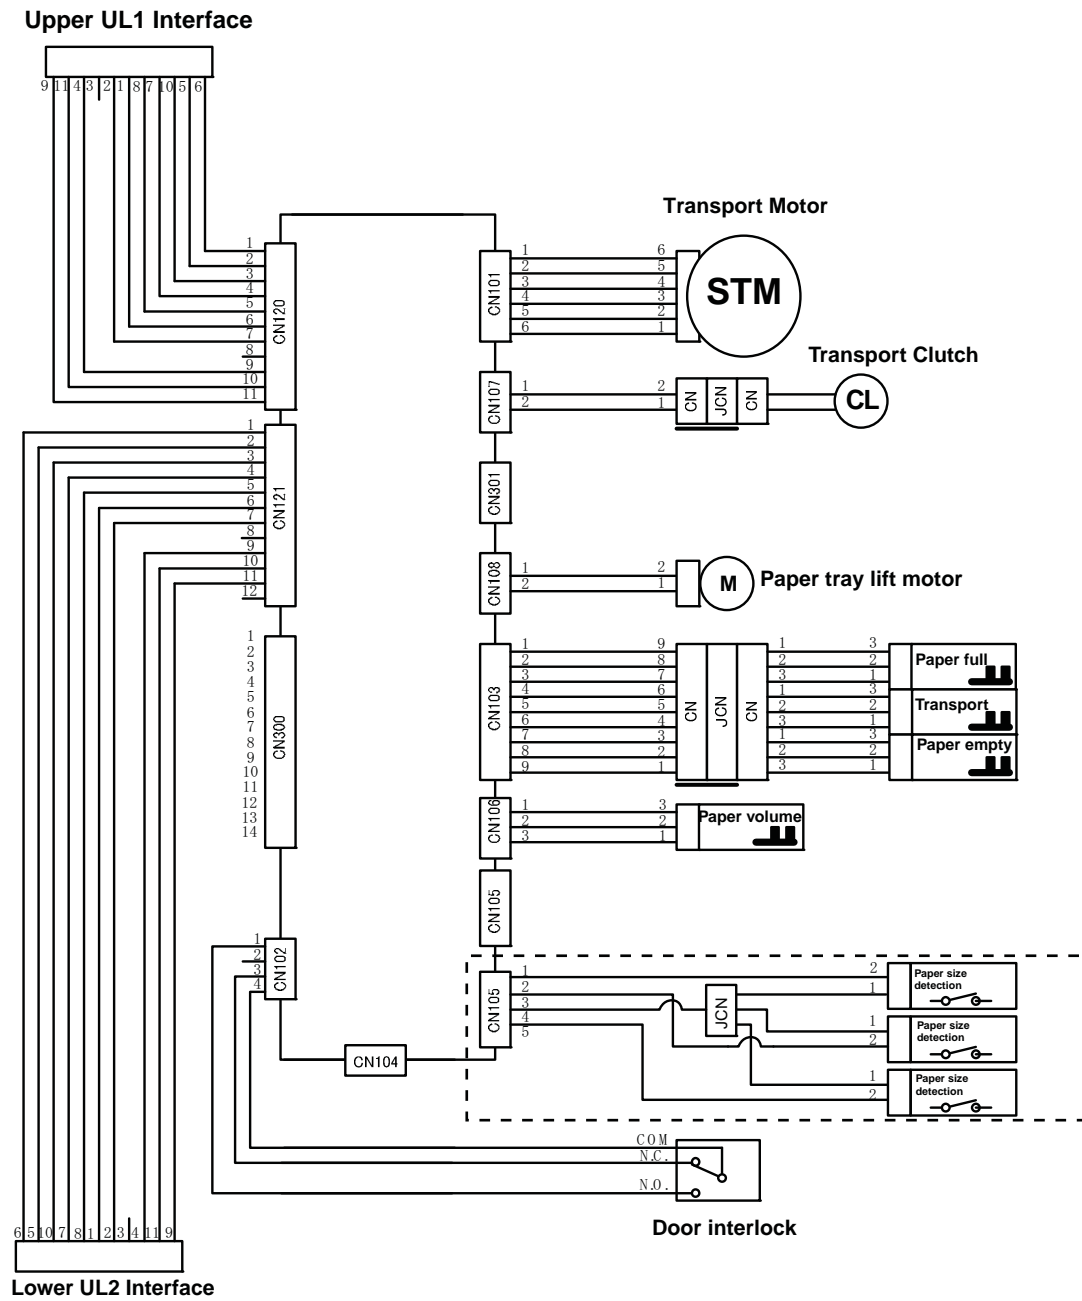 Upper UL1 Interface
9 11 4 3 2 1 8 7 10 5 6
Transport Motor
1
2
3
4
5
6
7
8
9
10
11
CN120
CN101
1 6
2 5
3 4
4 3
5 2
6 1
STM
Transport Clutch
CN107
1 2
2 1
CN JCN CN
CL
1
2
3
4
5
6
7
8
9
10
11
12
CN121
CN301
CN108
1 2
2 1
M
Paper tray lift motor
1
2
3
4
5
6
7
8
9
10
11
12
13
14
CN300
CN103
1 9
2 8
3 7
4 6
5 5
6 4
7 3
8 2
9 1
CN JCN CN
1 3
2 2
3 1
1 3
2 2
3 1
1 3
2 2
3 1
Paper full
Transport
Paper empty
CN106
1 3
2 2
3 1
Paper volume
CN105
1
2
3
4
CN102
CN105
1
2
3
4
5
JCN
2
1
Paper size
detection
1
2
Paper size
detection
1
2
Paper size
detection
CN104
COM
N.C.
N.O.
Door interlock
6 5 10 7 8 1 2 3 4 11 9
Lower UL2 Interface